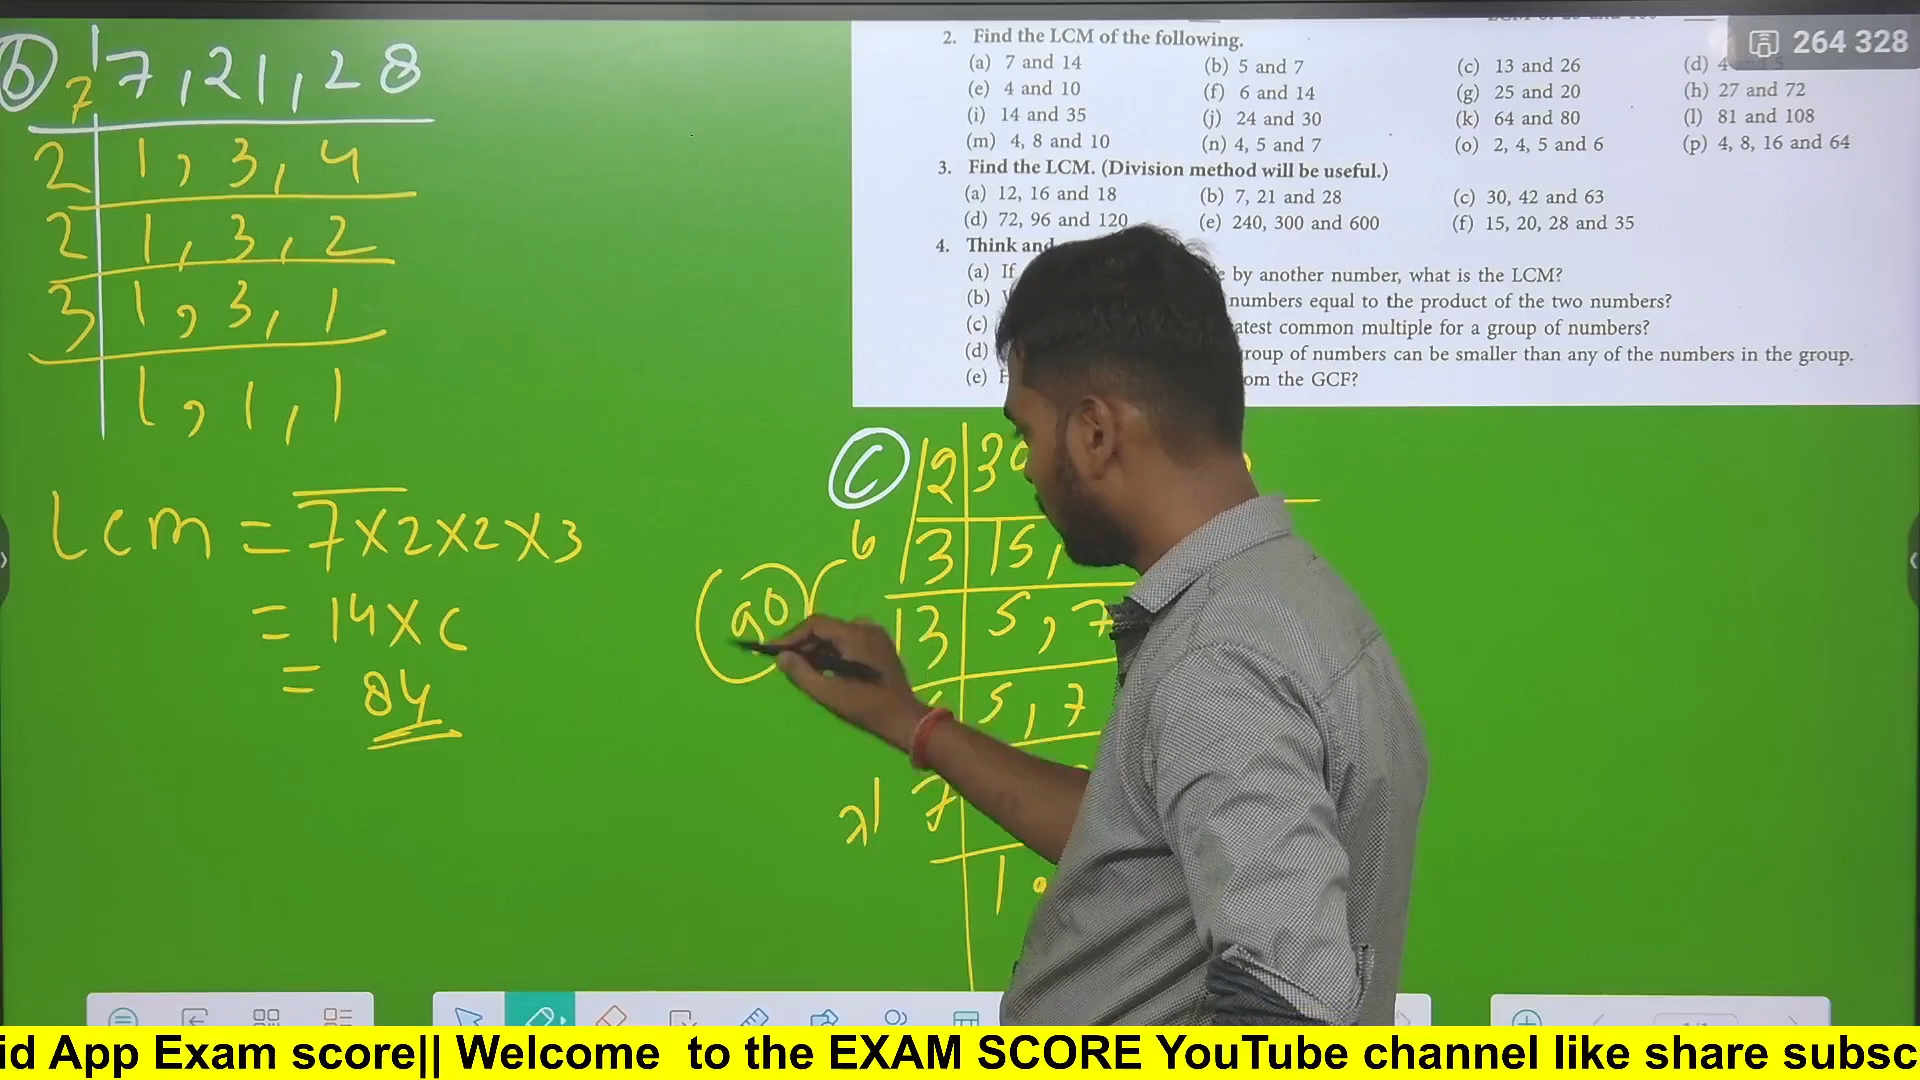 (b) 7 7, 21, 28
2 1, 3, 4
2 1, 3, 2
3 1, 3, 1
1, 1, 1
LCM = 7×2×2×3
= 14×6
= 84
264 328
2. Find the LCM of the following.
(a) 7 and 14 (b) 5 and 7 (c) 13 and 26 (d) 4
(e) 4 and 10 (f) 6 and 14 (g) 25 and 20 (h) 27 and 72
(i) 14 and 35 (j) 24 and 30 (k) 64 and 80 (l) 81 and 108
(m) 4, 8 and 10 (n) 4, 5 and 7 (o) 2, 4, 5 and 6 (p) 4, 8, 16 and 64
3. Find the LCM. (Division method will be useful.)
(a) 12, 16 and 18 (b) 7, 21 and 28 (c) 30, 42 and 63
(d) 72, 96 and 120 (e) 240, 300 and 600 (f) 15, 20, 28 and 35
4. Think and
(a) If by another number, what is the LCM?
(b) numbers equal to the product of the two numbers?
(c) common multiple for a group of numbers?
(d) of numbers can be smaller than any of the numbers in the group.
(e) the GCF?
(C) 2 30
6 3 15,
90 3 5, 7
5, 7
7
1
id App Exam score|| Welcome to the EXAM SCORE YouTube channel like share subsc